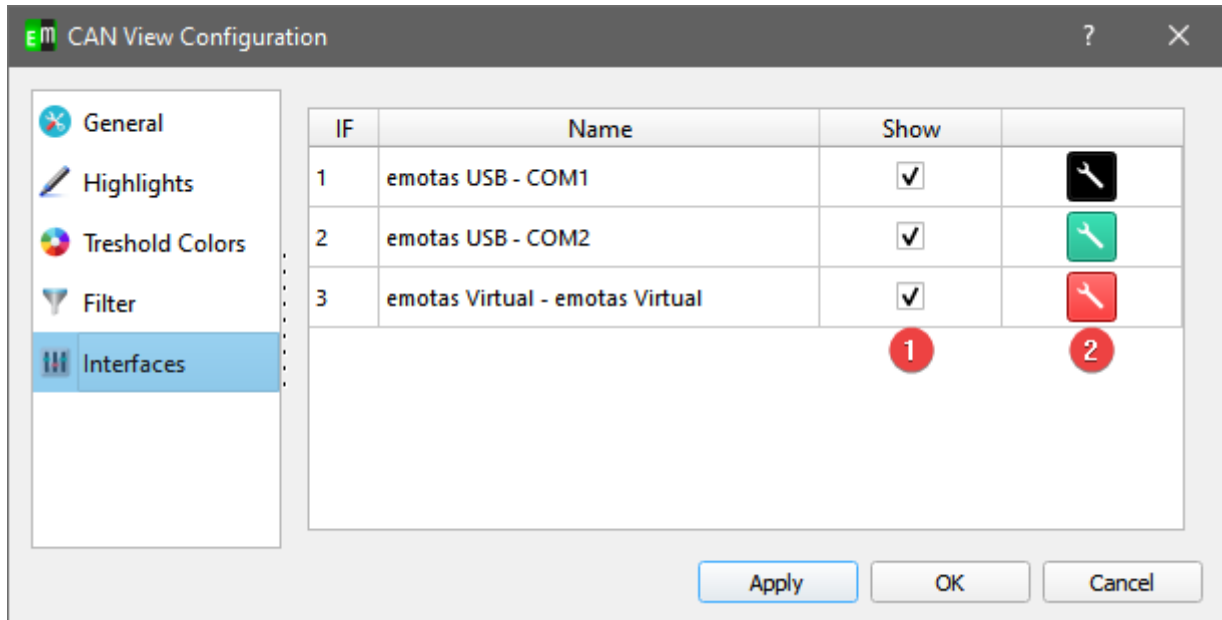 Em CAN View Configuration ? ✕
General
Highlights
Treshold Colors
Filter
Interfaces
IF Name Show
1 emotas USB - COM1
2 emotas USB - COM2
3 emotas Virtual - emotas Virtual
1 2
Apply OK Cancel